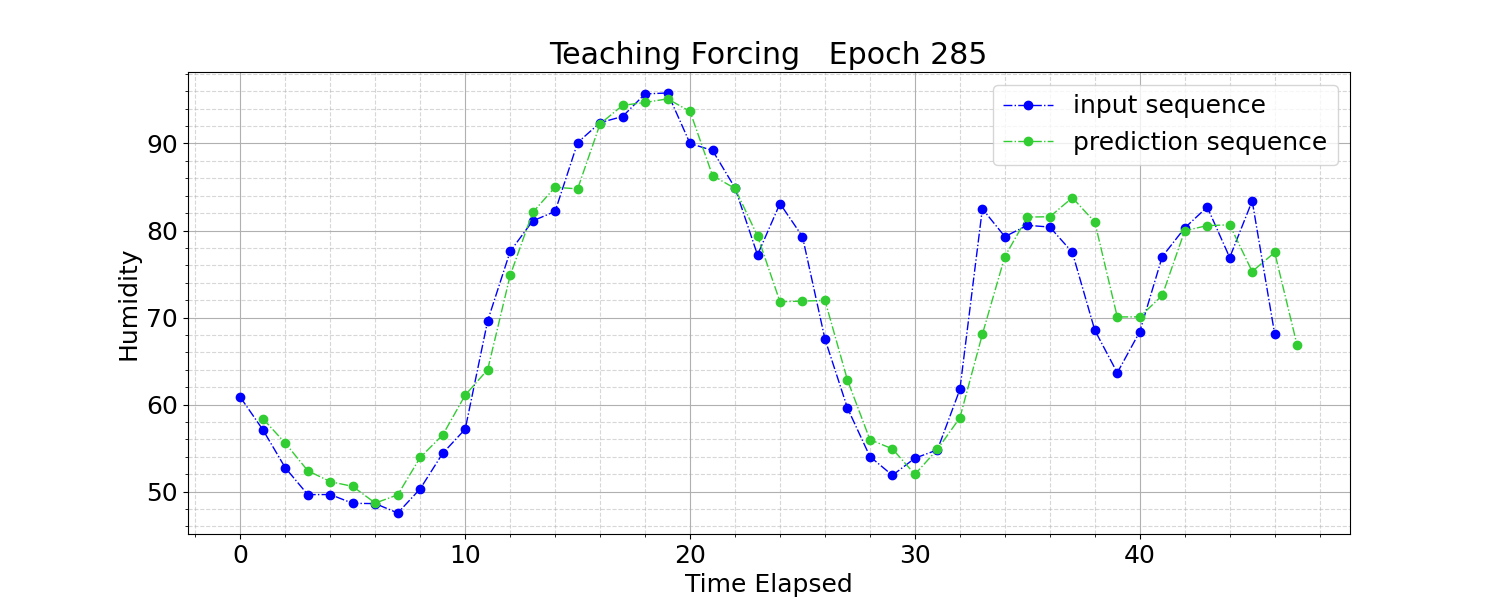 Teaching Forcing   Epoch 285
input sequence
prediction sequence
Humidity
90
80
70
60
50
0 10 20 30 40
Time Elapsed